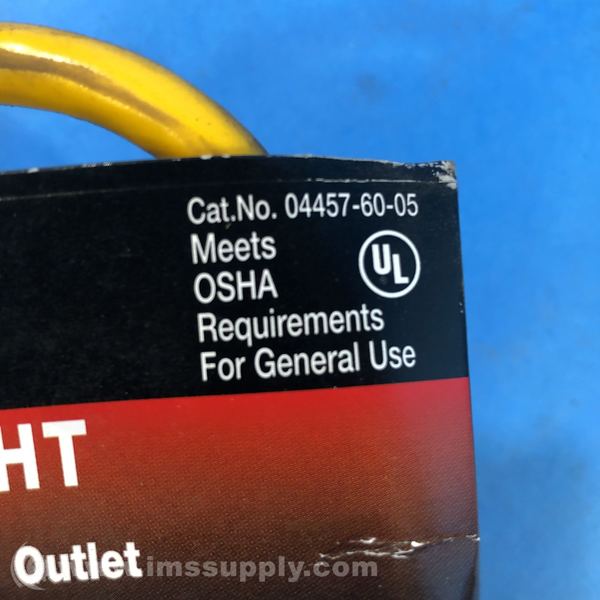 Cat.No. 04457-60-05
Meets
OSHA
Requirements
For General Use
UL
HT
Outlet
imssupply.com